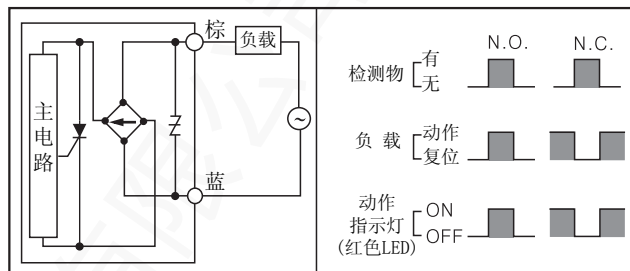 棕
负载
主电路
~
蓝
N.O. N.C.
检测物 有
无
负 载 动作
复位
动作
指示灯
(红色LED)
ON
OFF